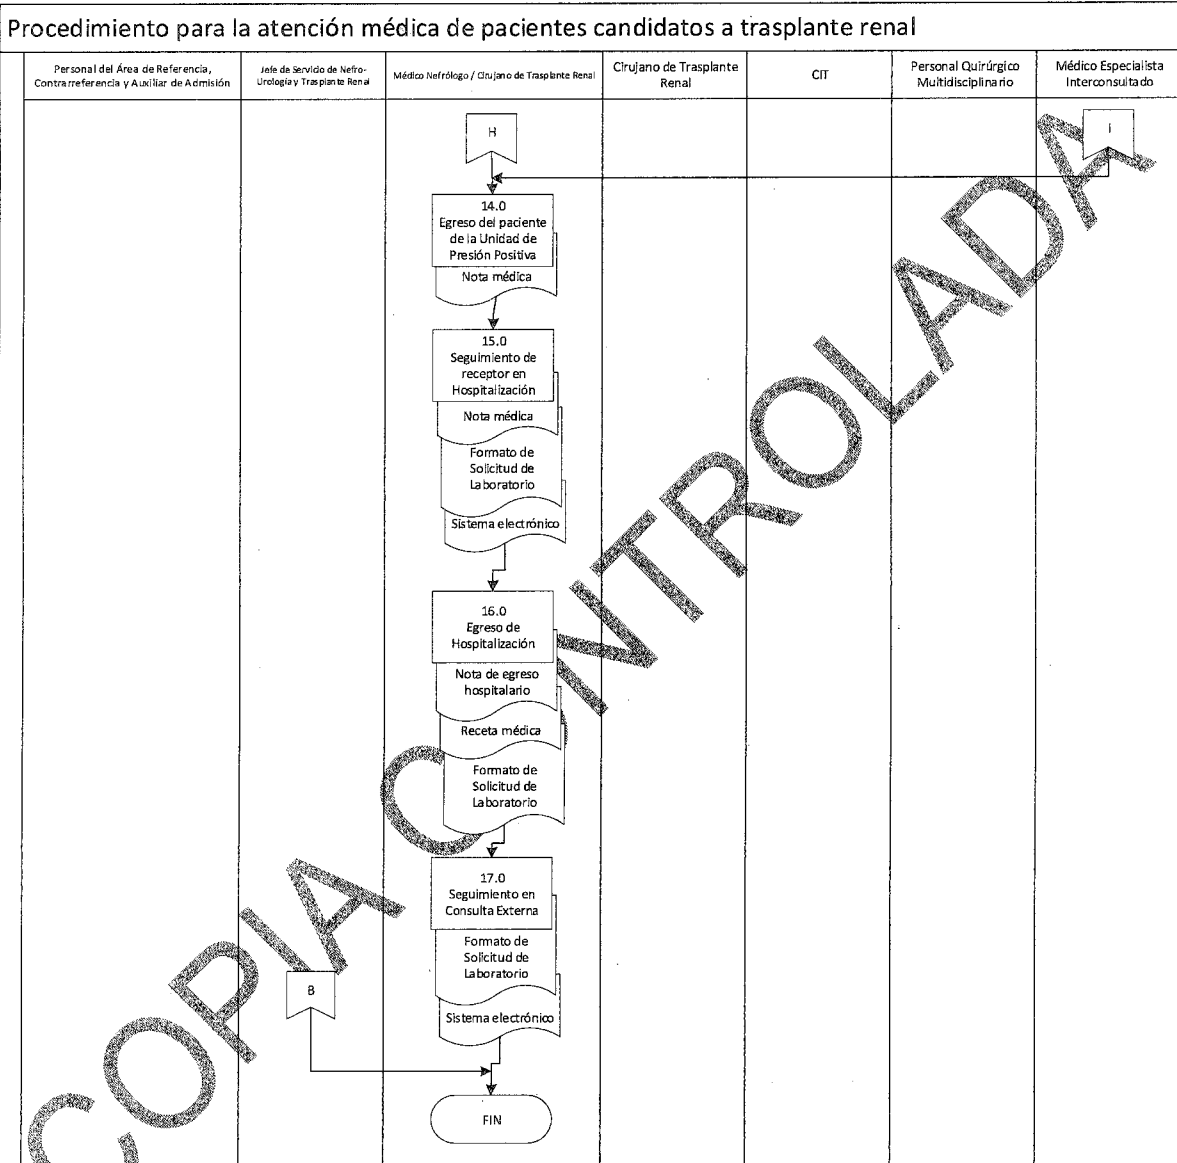 Procedimiento para la atención médica de pacientes candidatos a trasplante renal
Personal del Área de Referencia,
Contrarreferencia y Auxiliar de Admisión
Jefe de Servicio de Nefro-
Urología y Trasplante Renal
Médico Nefrólogo / Cirujano de Trasplante Renal
Cirujano de Trasplante
Renal
CIT
Personal Quirúrgico
Multidisciplinario
Médico Especialista
Interconsultado
H
I
14.0
Egreso del paciente
de la Unidad de
Presión Positiva
Nota médica
15.0
Seguimiento de
receptor en
Hospitalización
Nota médica
Formato de
Solicitud de
Laboratorio
Sistema electrónico
16.0
Egreso de
Hospitalización
Nota de egreso
hospitalario
Receta médica
Formato de
Solicitud de
Laboratorio
17.0
Seguimiento en
Consulta Externa
Formato de
Solicitud de
Laboratorio
Sistema electrónico
B
FIN
COPIA CONTROLADA